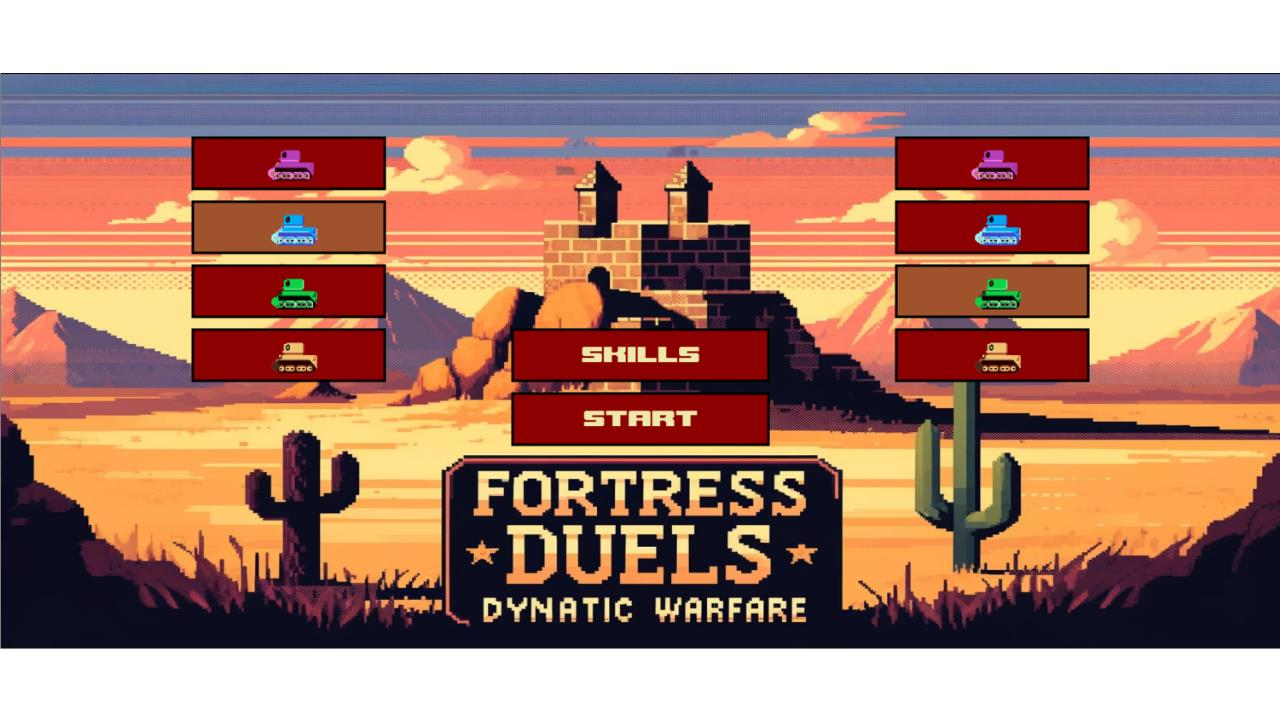 SKILLS
START
FORTRESS
DUELS
DYNATIC WARFARE